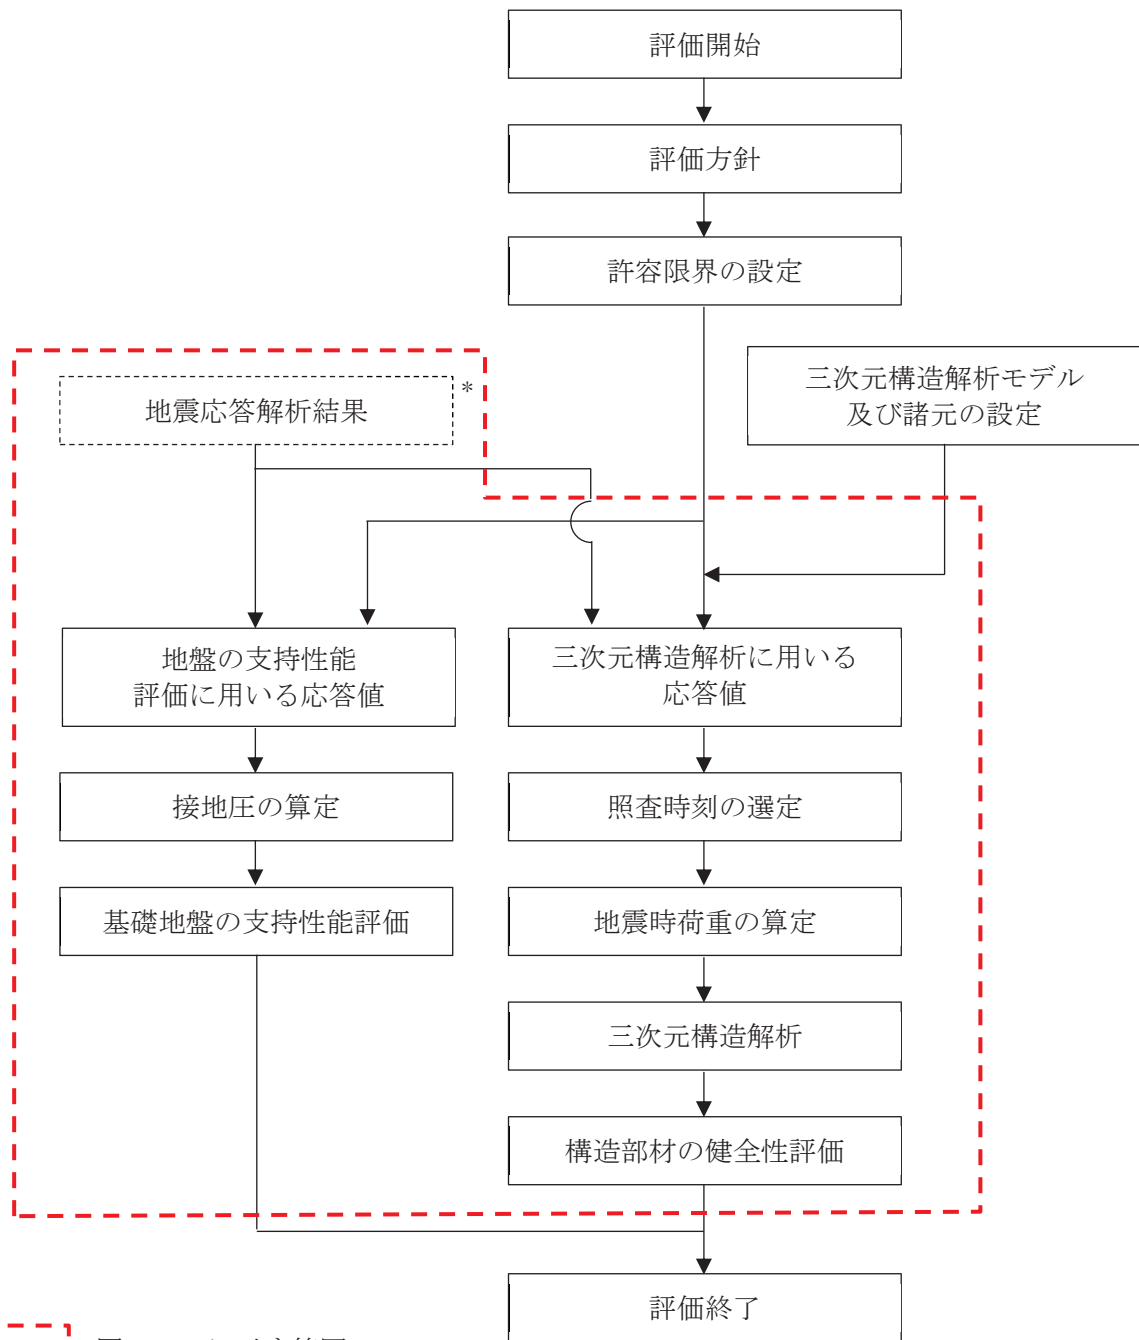 評価開始
評価方針
許容限界の設定
三次元構造解析モデル
及び諸元の設定
地震応答解析結果
*
地盤の支持性能
評価に用いる応答値
三次元構造解析に用いる
応答値
接地圧の算定
照査時刻の選定
基礎地盤の支持性能評価
地震時荷重の算定
三次元構造解析
構造部材の健全性評価
評価終了